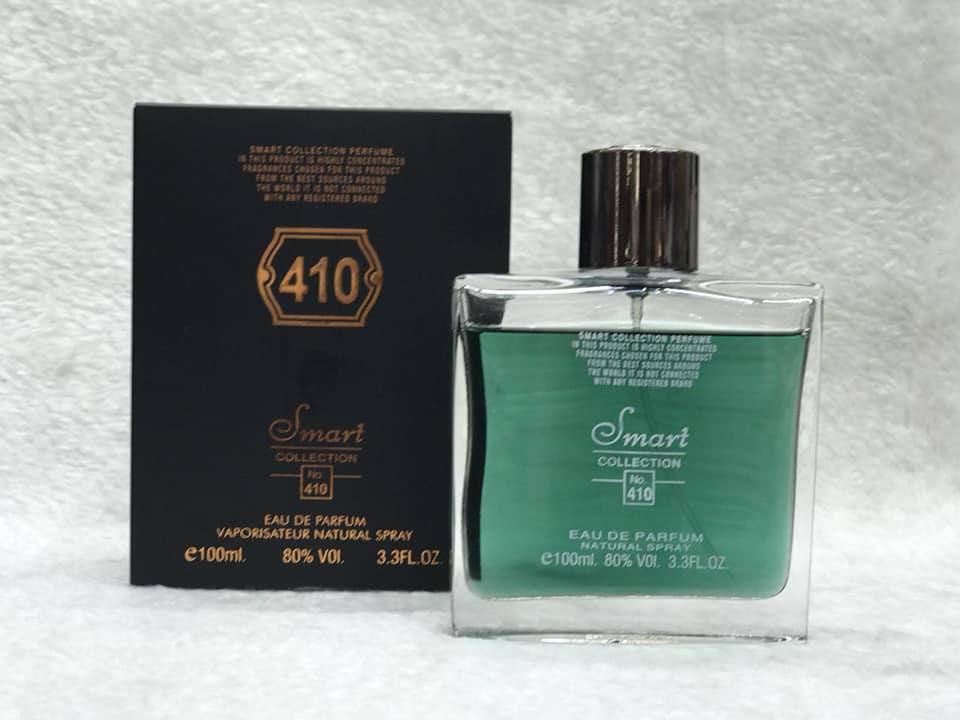 SMART COLLECTION PERFUME
IN THIS PRODUCT IS HIGHLY CONCENTRATED
FRAGRANCES CHOSEN FOR THIS PRODUCT
FROM THE BEST SOURCES AROUNS
THE WORLD IT IS NOT CONNECTED
WITH ANY REGISTERED BRAND
410
Smart
COLLECTION
No.
410
EAU DE PARFUM
VAPORISATEUR NATURAL SPRAY
e100ml. 80% VOl. 3.3FL.OZ.
SMART COLLECTION PERFUME
IN THIS PRODUCT IS HIGHLY CONCENTRATED
FRAGRANCES CHOSEN FOR THIS PRODUCT
FROM THE BEST SOURCES AROUNS
THE WORLD IT IS NOT CONNECTED
WITH ANY REGISTERED BRAND
Smart
COLLECTION
No.
410
EAU DE PARFUM
NATURAL SPRAY
e100ml. 80% VOl. 3.3FL.OZ.